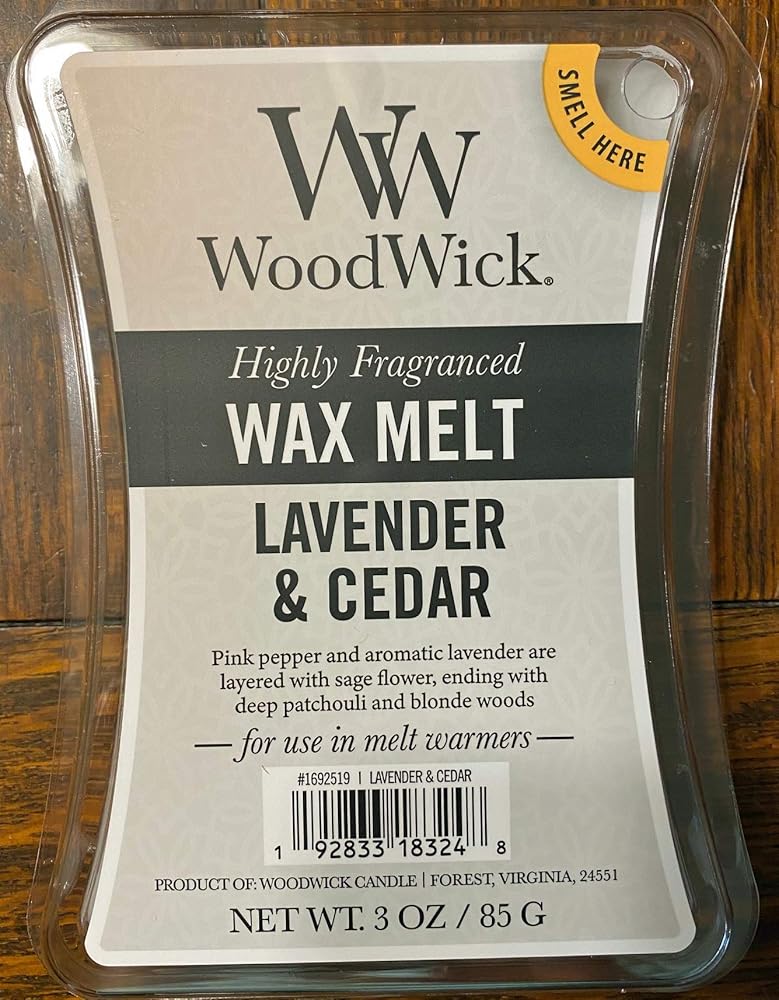 SMELL HERE
WW
WoodWick®
Highly Fragranced
WAX MELT
LAVENDER
& CEDAR
Pink pepper and aromatic lavender are
layered with sage flower, ending with
deep patchouli and blonde woods
— for use in melt warmers —
#1692519 | LAVENDER & CEDAR
1 92833 18324 8
PRODUCT OF: WOODWICK CANDLE | FOREST, VIRGINIA, 24551
NET WT. 3 OZ / 85 G